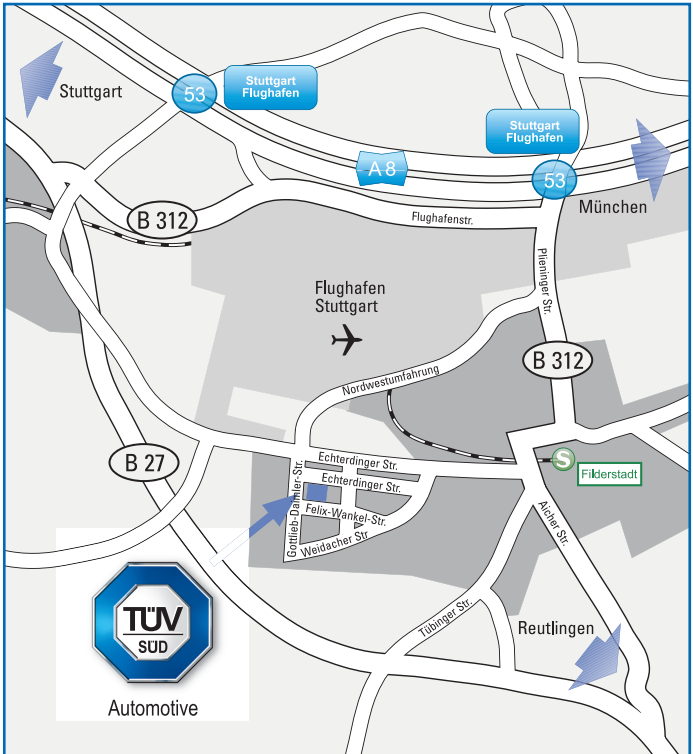 Stuttgart
53
Stuttgart
Flughafen
Stuttgart
Flughafen
A 8
53
München
B 312
Flughafenstr.
Plieninger Str.
Flughafen
Stuttgart
B 312
Nordwestumfahrung
B 27
Echterdinger Str.
Echterdinger Str.
S
Filderstadt
Gottlieb-Daimler-Str.
Felix-Wankel-Str.
Weidacher Str
Aicher Str.
Tübinger Str.
Reutlingen
TÜV
SÜD
Automotive